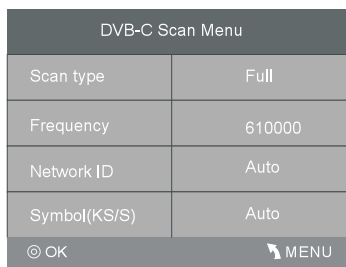 DVB-C Scan Menu
Scan type Full
Frequency 610000
Network ID Auto
Symbol(KS/S) Auto
OK MENU